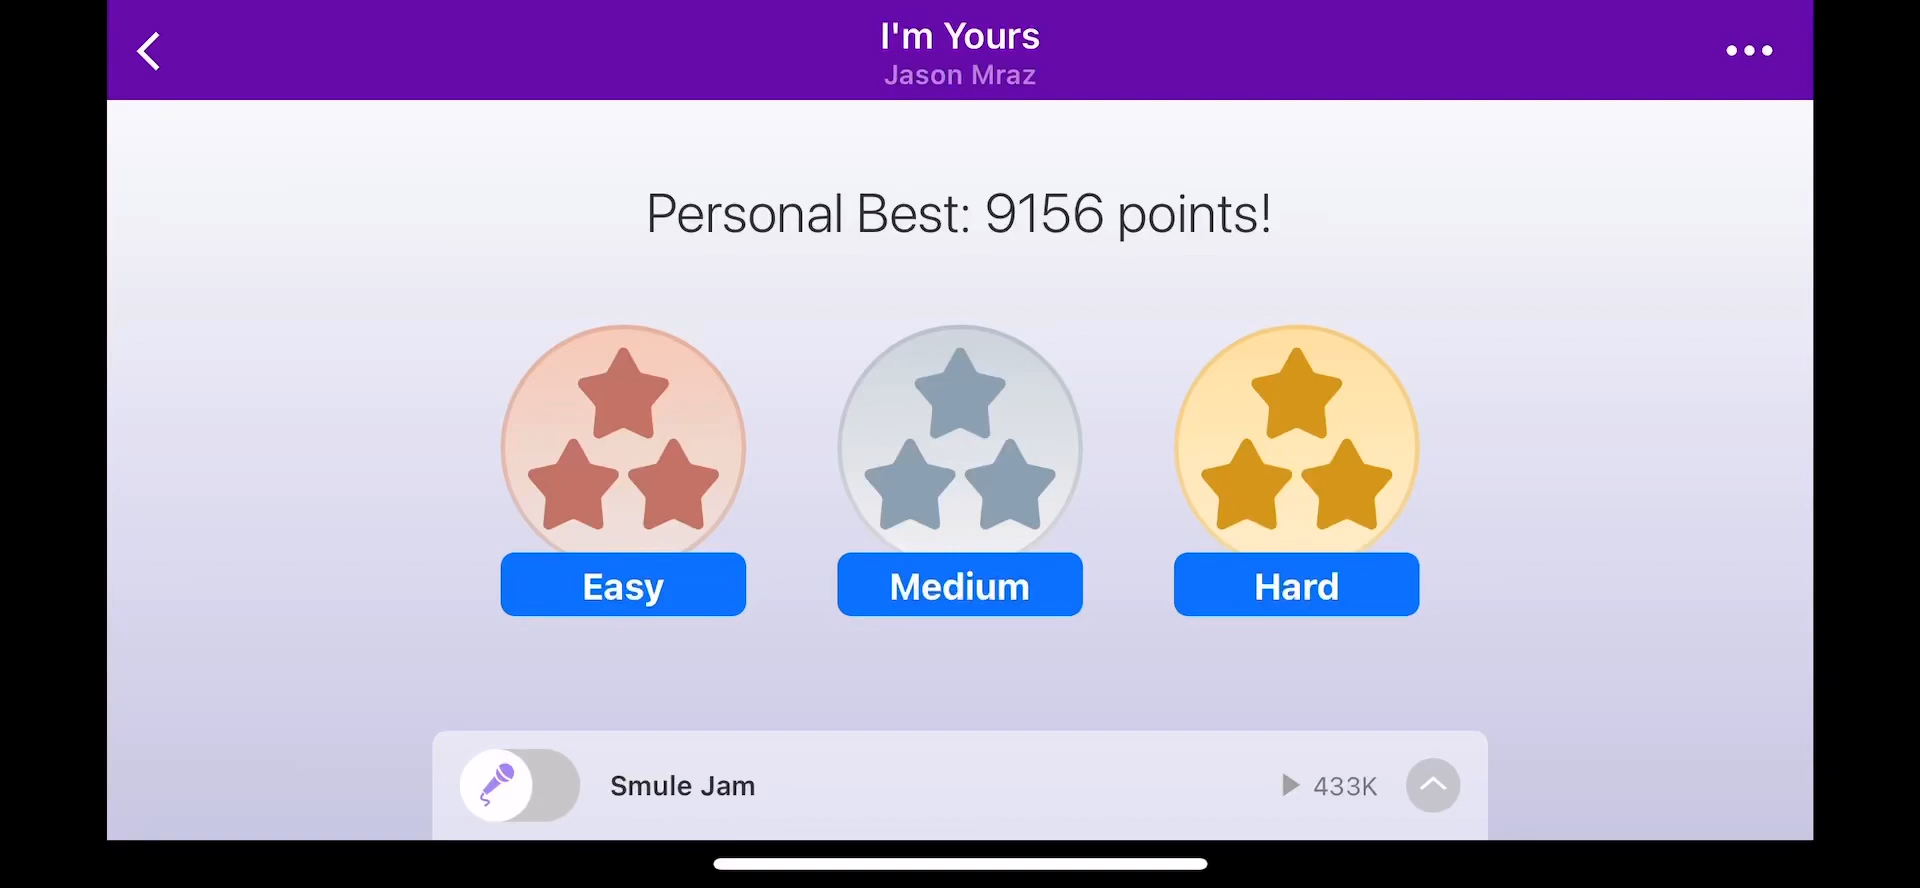 I'm Yours
Jason Mraz
Personal Best: 9156 points!
Easy
Medium
Hard
Smule Jam
433K